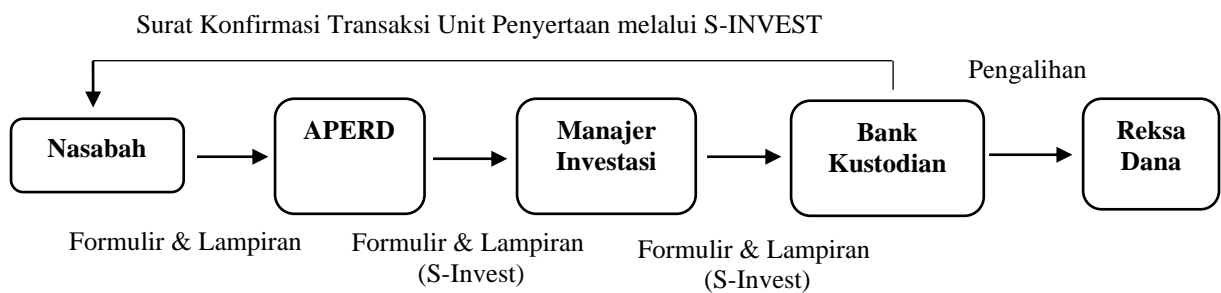 Surat Konfirmasi Transaksi Unit Penyertaan melalui S-INVEST
Pengalihan
Nasabah
APERD
Manajer
Investasi
Bank
Kustodian
Reksa
Dana
Formulir & Lampiran
Formulir & Lampiran
(S-Invest)
Formulir & Lampiran
(S-Invest)